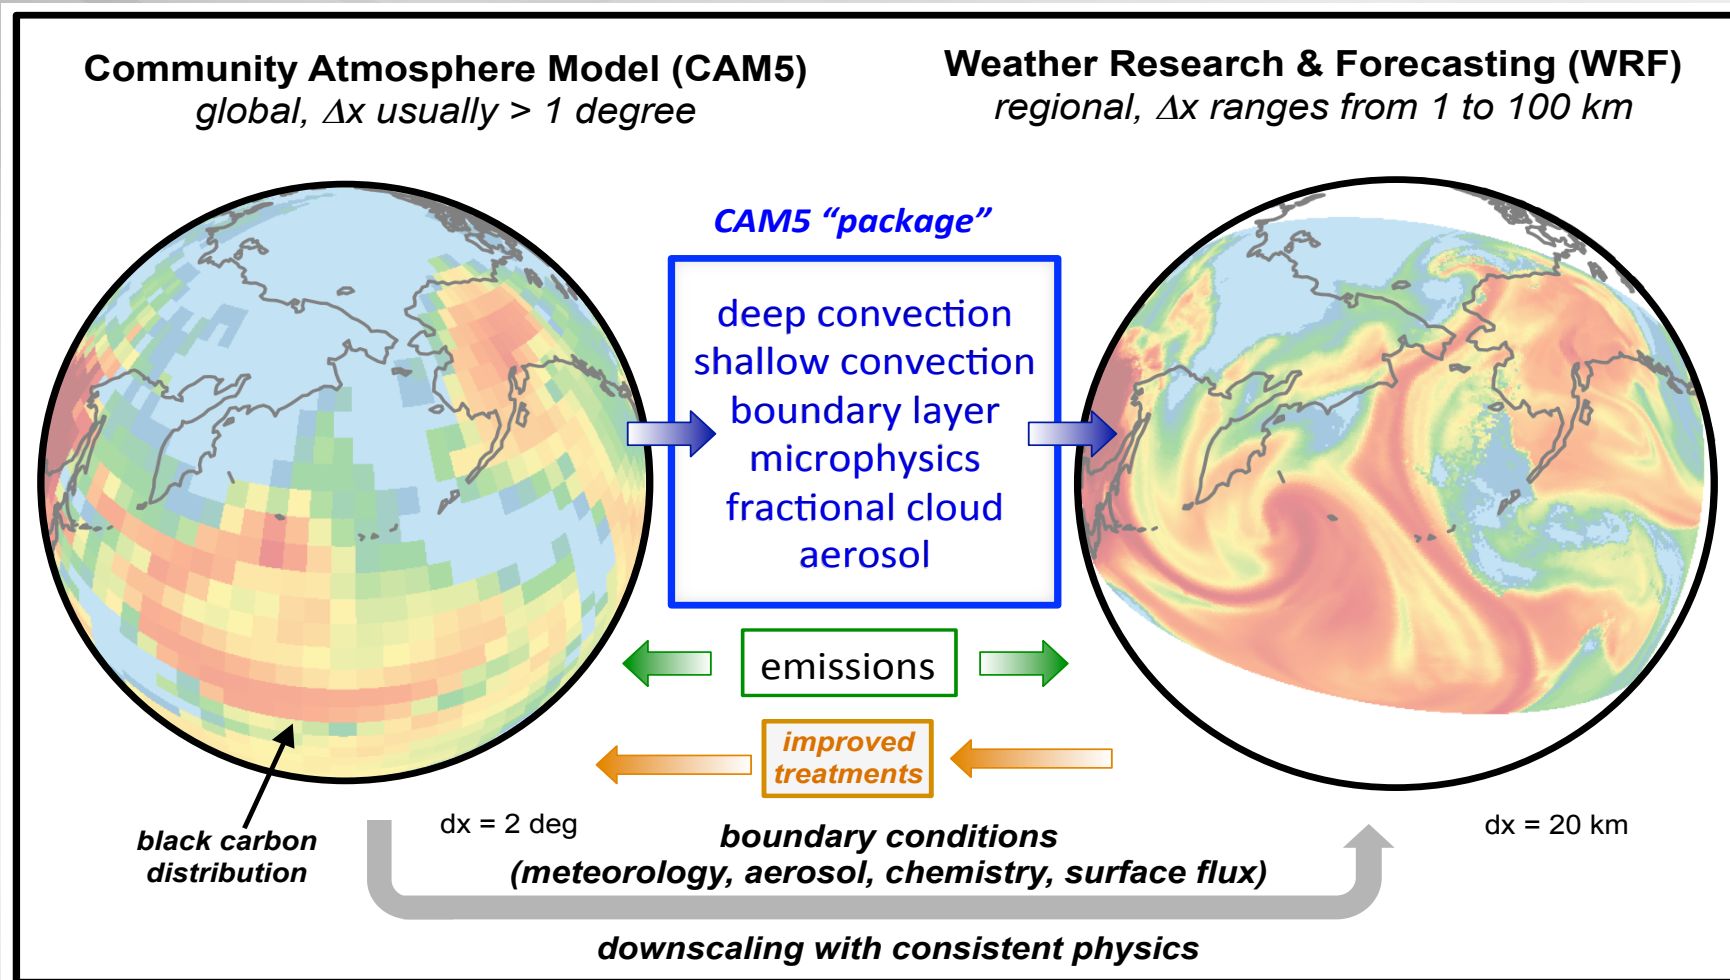 Community Atmosphere Model (CAM5)
global, Δx usually > 1 degree
Weather Research & Forecasting (WRF)
regional, Δx ranges from 1 to 100 km
CAM5 “package”
deep convection
shallow convection
boundary layer
microphysics
fractional cloud
aerosol
emissions
improved
treatments
black carbon
distribution
dx = 2 deg
dx = 20 km
boundary conditions
(meteorology, aerosol, chemistry, surface flux)
downscaling with consistent physics